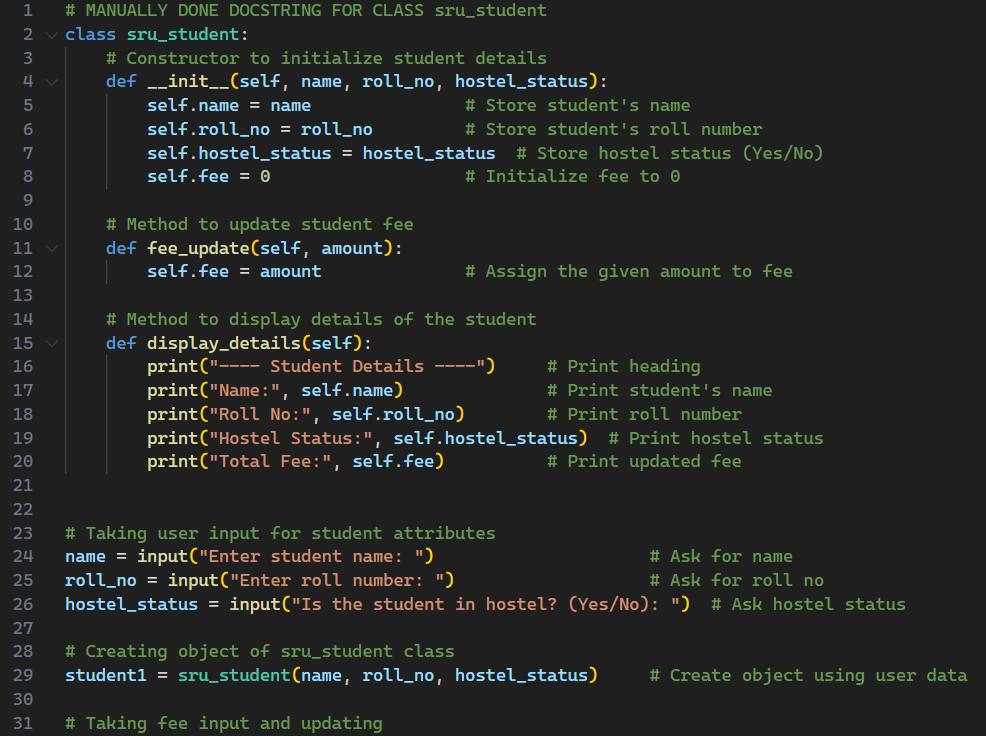 1 # MANUALLY DONE DOCSTRING FOR CLASS sru_student
2 class sru_student:
3     # Constructor to initialize student details
4     def __init__(self, name, roll_no, hostel_status):
5         self.name = name               # Store student's name
6         self.roll_no = roll_no         # Store student's roll number
7         self.hostel_status = hostel_status  # Store hostel status (Yes/No)
8         self.fee = 0                   # Initialize fee to 0
9
10     # Method to update student fee
11     def fee_update(self, amount):
12         self.fee = amount              # Assign the given amount to fee
13
14     # Method to display details of the student
15     def display_details(self):
16         print("---- Student Details ----")     # Print heading
17         print("Name:", self.name)              # Print student's name
18         print("Roll No:", self.roll_no)        # Print roll number
19         print("Hostel Status:", self.hostel_status)  # Print hostel status
20         print("Total Fee:", self.fee)          # Print updated fee
21
22
23 # Taking user input for student attributes
24 name = input("Enter student name: ")                     # Ask for name
25 roll_no = input("Enter roll number: ")                   # Ask for roll no
26 hostel_status = input("Is the student in hostel? (Yes/No): ")  # Ask hostel status
27
28 # Creating object of sru_student class
29 student1 = sru_student(name, roll_no, hostel_status)     # Create object using user data
30
31 # Taking fee input and updating